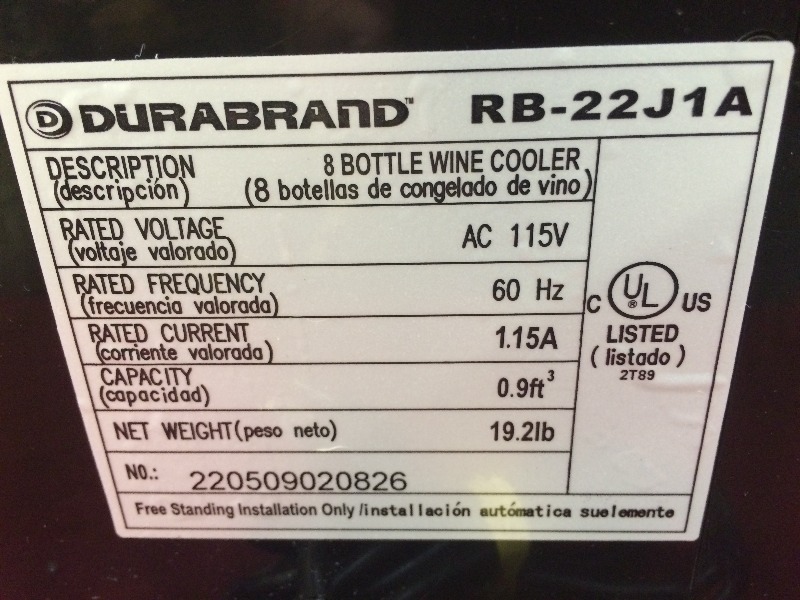 D DURABRAND™ RB-22J1A
DESCRIPTION 8 BOTTLE WINE COOLER
(descripción) (8 botellas de congelado de vino)
RATED VOLTAGE AC 115V
(voltaje valorado)
RATED FREQUENCY 60 Hz
(frecuencia valorada)
RATED CURRENT 1.15A
(corriente valorada)
CAPACITY 0.9ft³
(capacidad)
NET WEIGHT(peso neto) 19.2lb
NO.: 220509020826
C UL® US
LISTED
(listado)
2T89
Free Standing Installation Only /installación autómatica suelemente